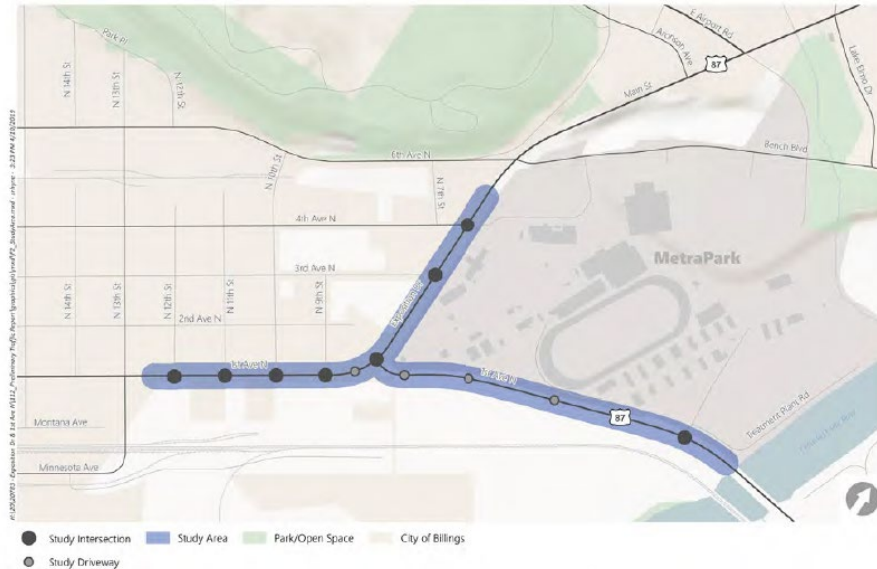 E Airport Rd
Archson Ave
87
Lake Elmo Dr
Park Pl
N 14th St
N 13th St
N 12th St
Main St
Bench Blvd
6th Ave N
N 10th St
N 7th St
4th Ave N
MetraPark
3rd Ave N
Exposition Dr
N 14th St
N 13th St
N 12th St
N 11th St
N 9th St
2nd Ave N
1st Ave N
1st Ave N
87
Montana Ave
Minnesota Ave
Study Intersection
Study Area
Park/Open Space
City of Billings
Study Driveway